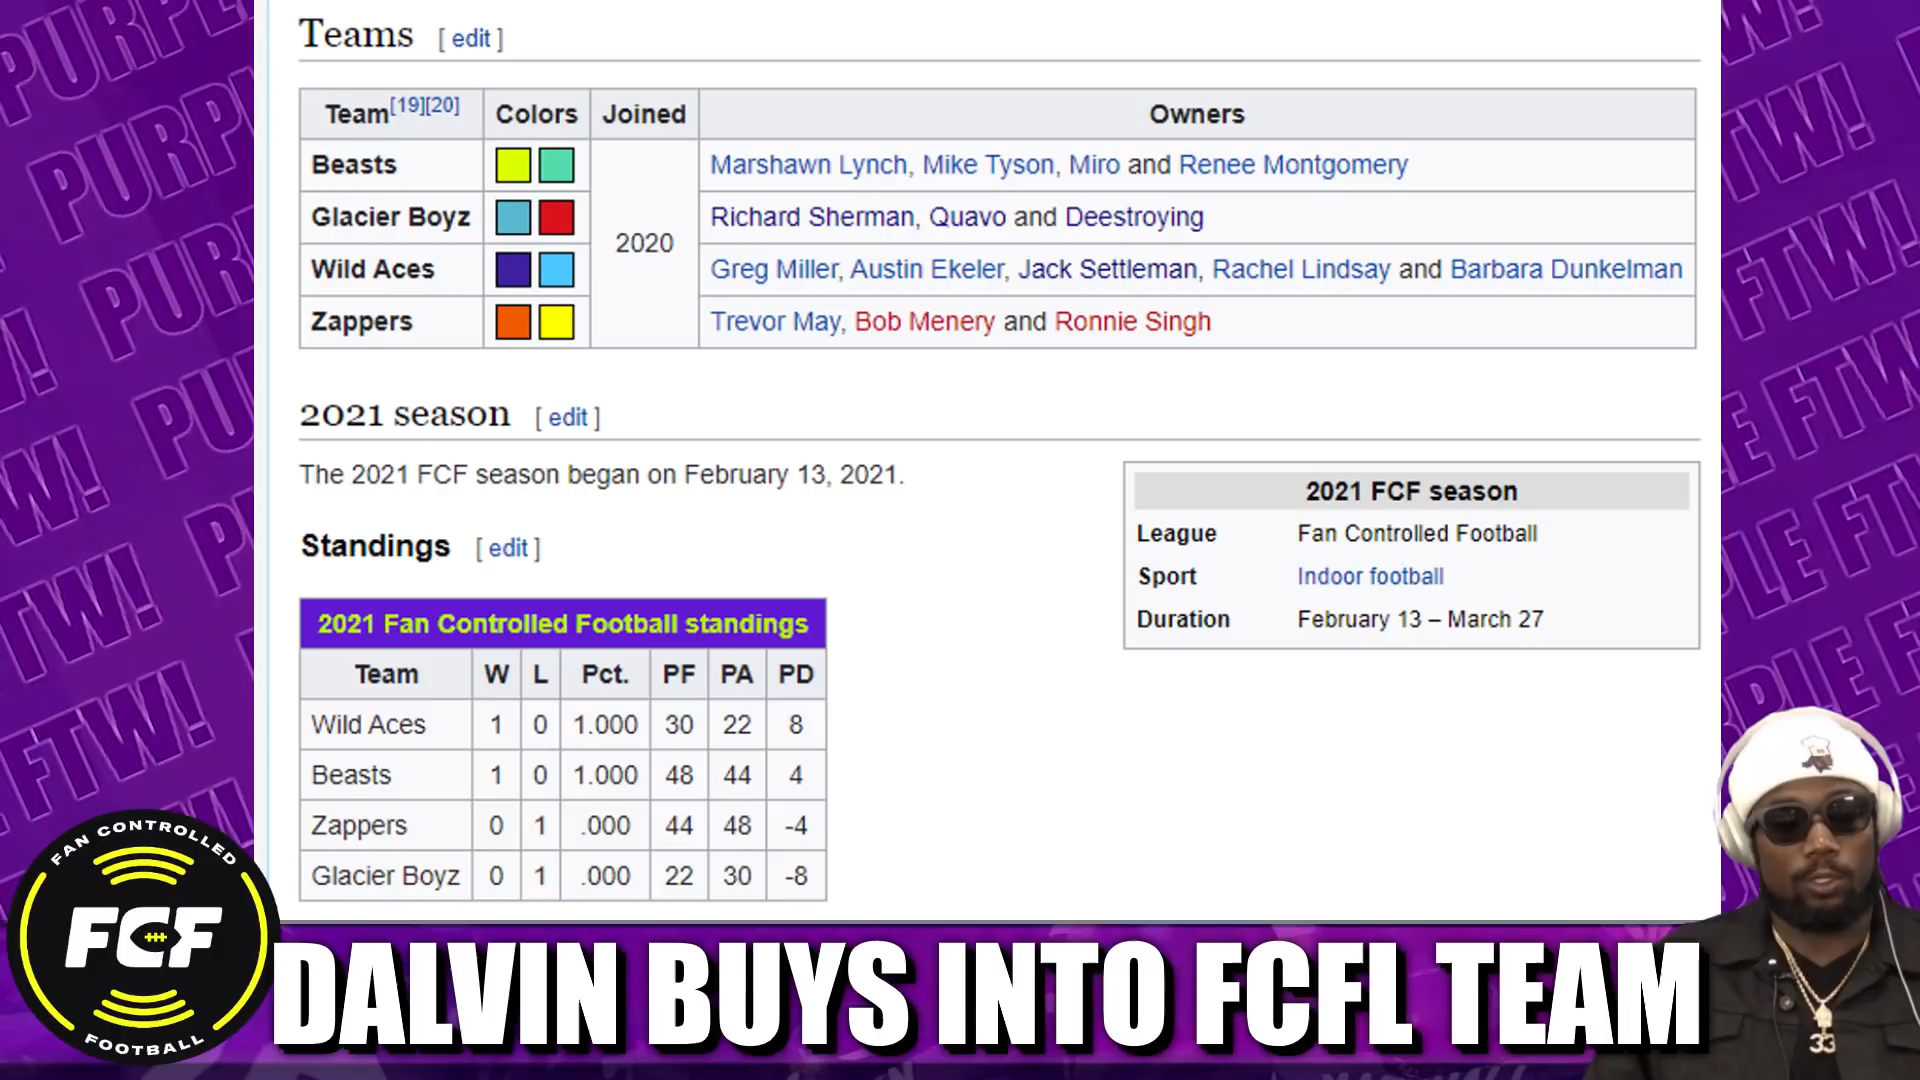 Teams [ edit ]
Team[19][20] Colors Joined Owners
Beasts Marshawn Lynch, Mike Tyson, Miro and Renee Montgomery
Glacier Boyz Richard Sherman, Quavo and Deestroying
2020
Wild Aces Greg Miller, Austin Ekeler, Jack Settleman, Rachel Lindsay and Barbara Dunkelman
Zappers Trevor May, Bob Menery and Ronnie Singh
2021 season [ edit ]
The 2021 FCF season began on February 13, 2021.
Standings [ edit ]
2021 Fan Controlled Football standings
Team W L Pct. PF PA PD
Wild Aces 1 0 1.000 30 22 8
Beasts 1 0 1.000 48 44 4
Zappers 0 1 .000 44 48 -4
Glacier Boyz 0 1 .000 22 30 -8
2021 FCF season
League Fan Controlled Football
Sport Indoor football
Duration February 13 – March 27
FAN CONTROLLED
FCF
FOOTBALL
DALVIN BUYS INTO FCFL TEAM
33
PURPLE FTW!